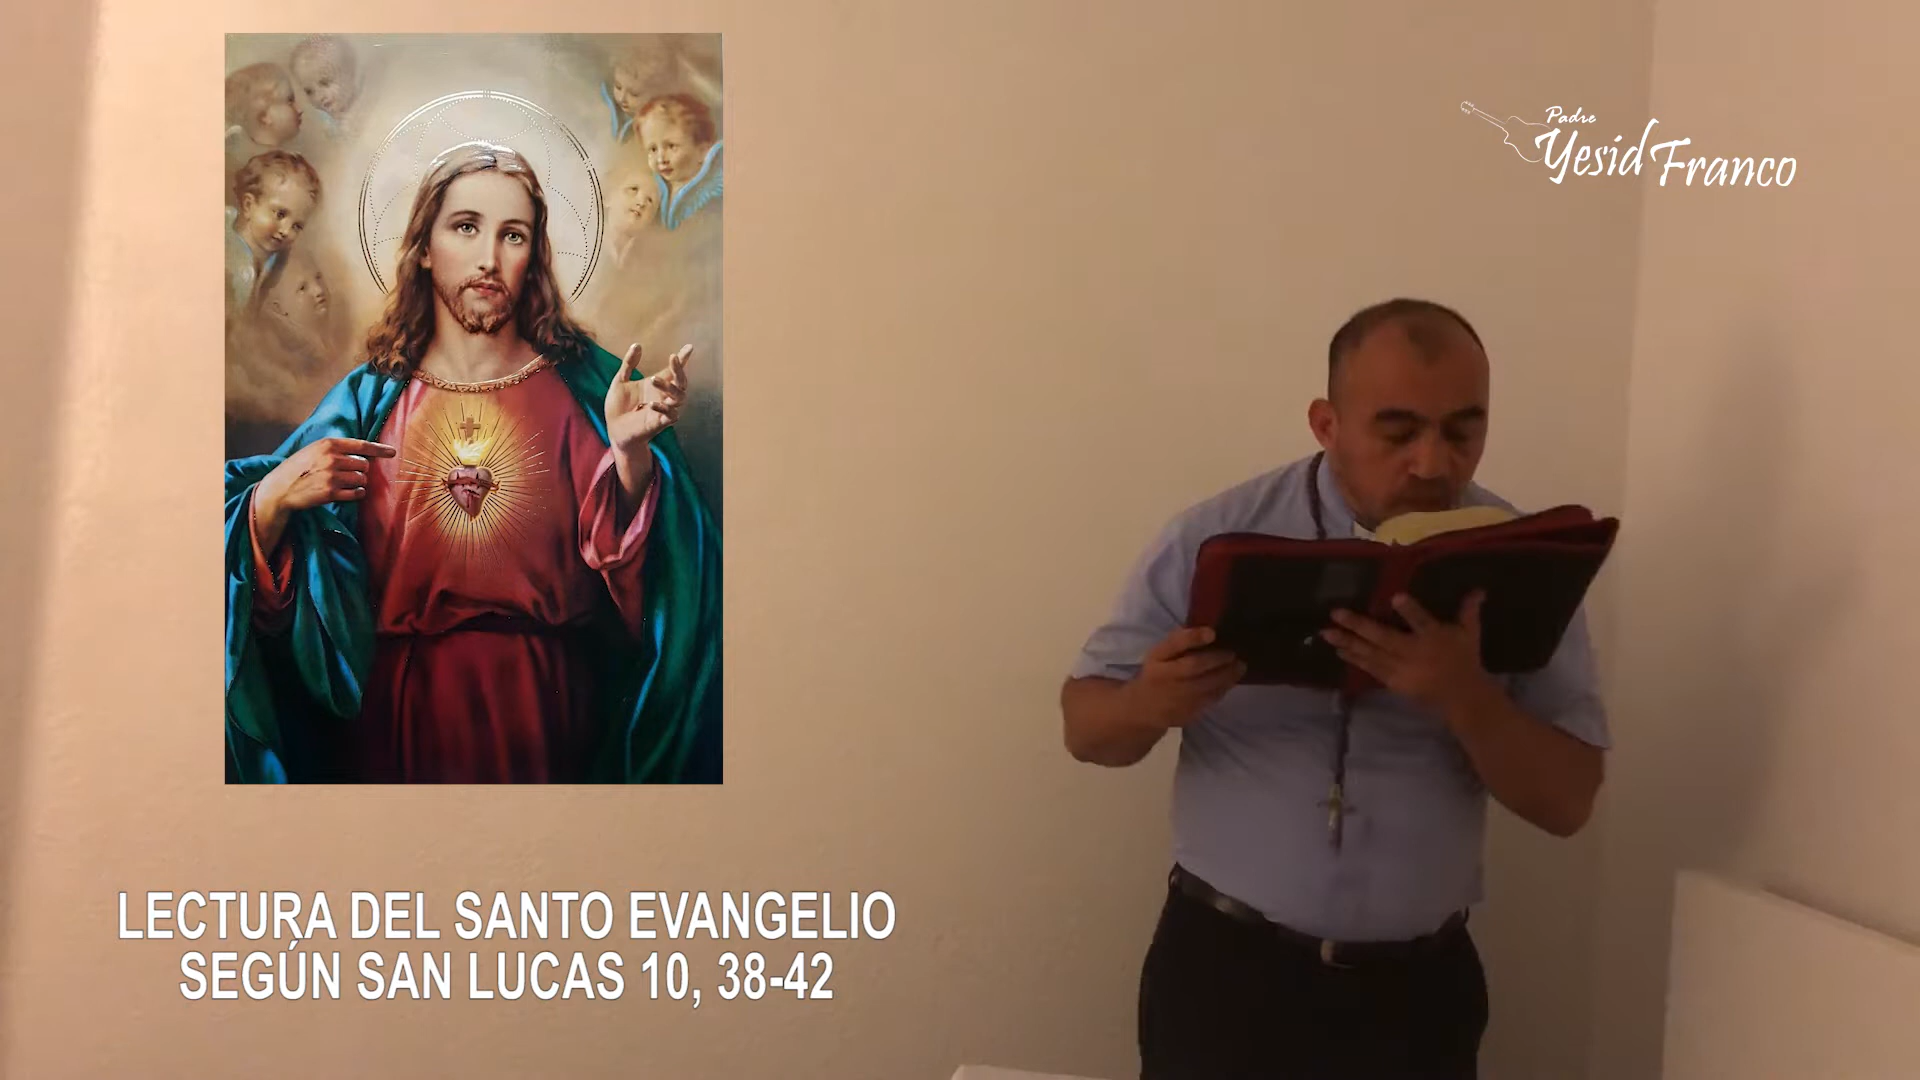 Padre
Yesid Franco
LECTURA DEL SANTO EVANGELIO
SEGÚN SAN LUCAS 10, 38-42